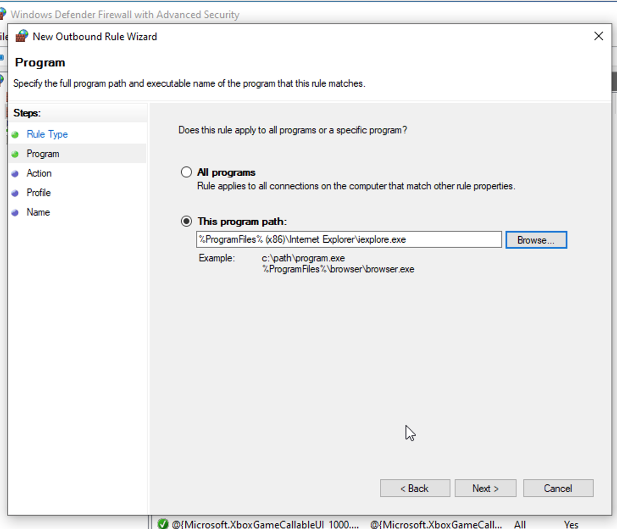 Windows Defender Firewall with Advanced Security
New Outbound Rule Wizard
Program
Specify the full program path and executable name of the program that this rule matches.
Steps:
Rule Type
Program
Action
Profile
Name
Does this rule apply to all programs or a specific program?
All programs
Rule applies to all connections on the computer that match other rule properties.
This program path:
%ProgramFiles% (x86)\Internet Explorer\iexplore.exe
Browse...
Example:
c:\path\program.exe
%ProgramFiles%\browser\browser.exe
< Back
Next >
Cancel
@{Microsoft.XboxGameCallableUI_1000.... @{Microsoft.XboxGameCall... All Yes